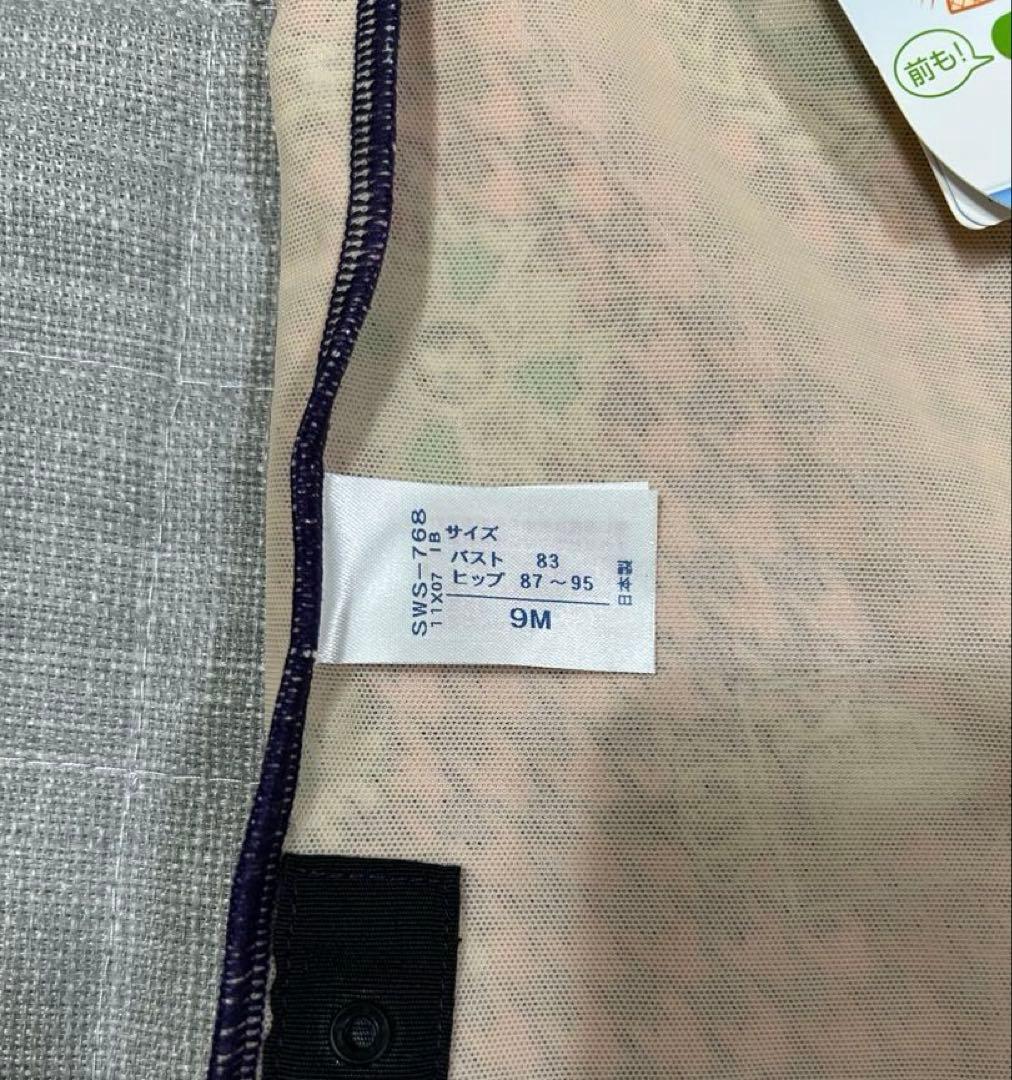 前も!
サイズ
バスト 83
ヒップ 87～95
9M
SWS-768
11X07 IB
日本製